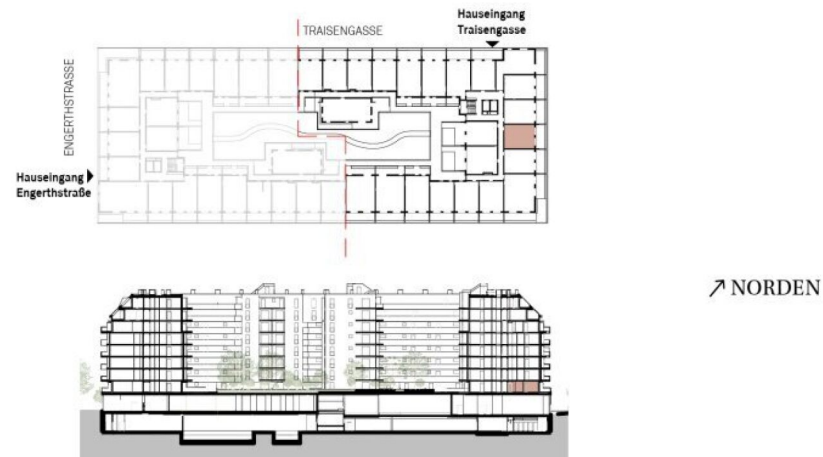 Hauseingang
Traisengasse
TRAISENGASSE
ENGERTHSTRASSE
Hauseingang
Engerthstraße
NORDEN